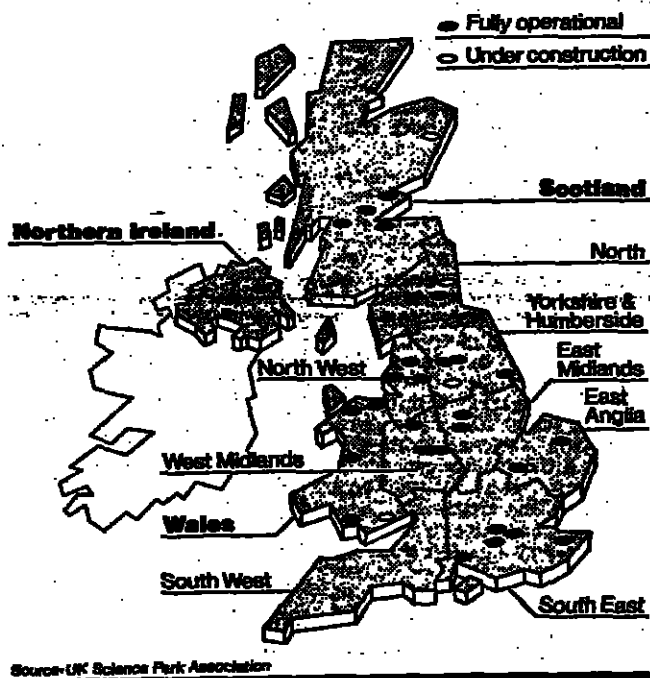 Fully operational
Under construction
Scotland
Northern Ireland
North
Yorkshire &
Humberside
North West
East
Midlands
East
Anglia
West Midlands
Wales
South West
South East
Source-UK Science Park Association